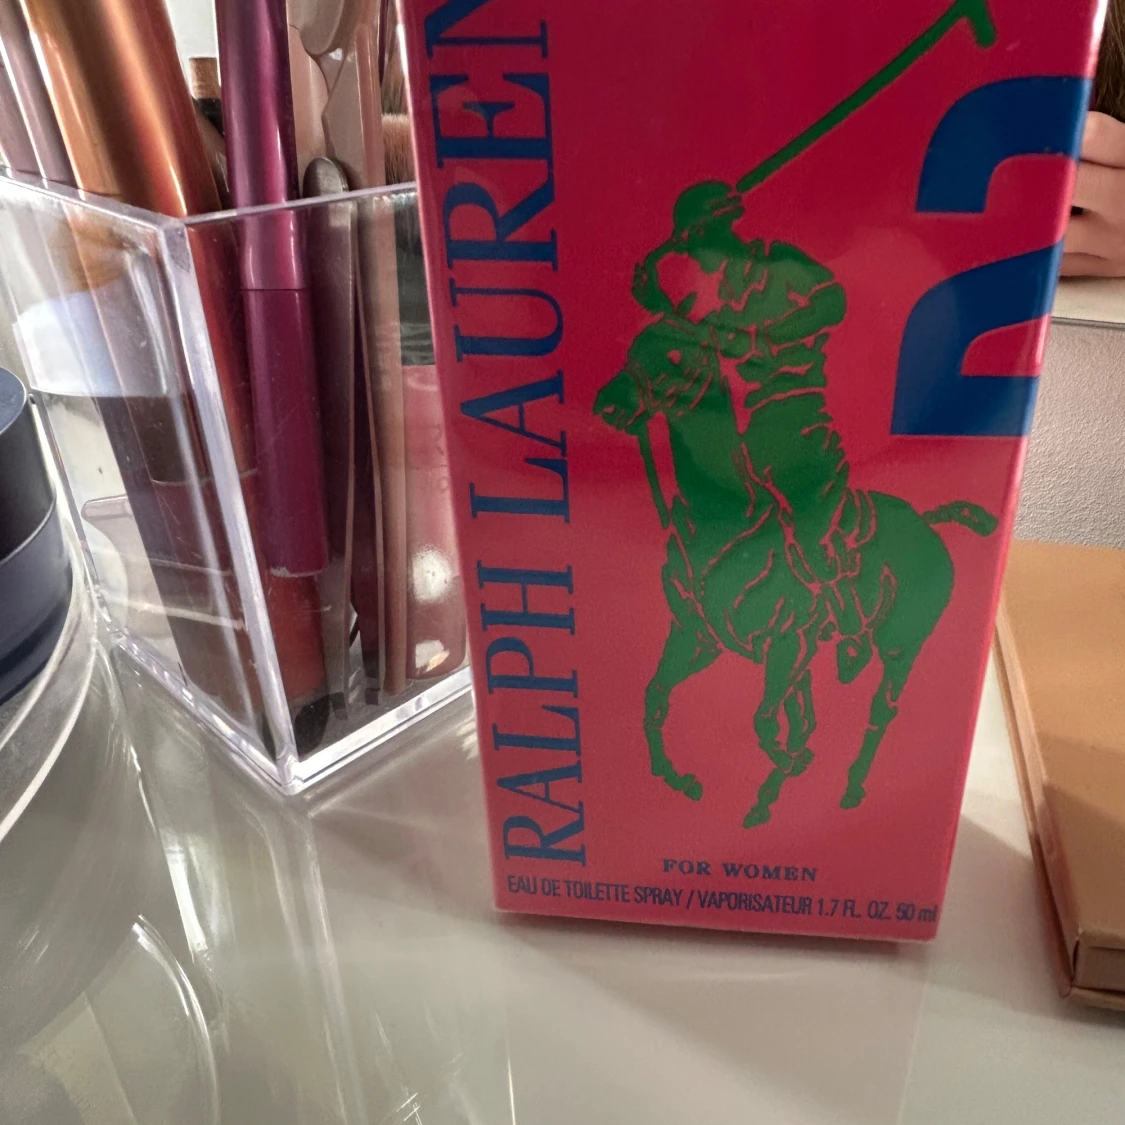 RALPH LAUREN
2
FOR WOMEN
EAU DE TOILETTE SPRAY / VAPORISATEUR 1.7 FL. OZ. 50 ml